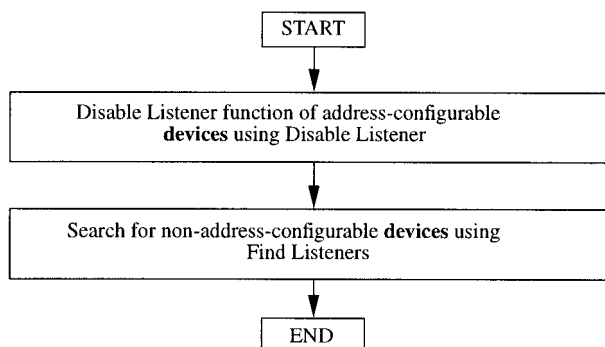 START
Disable Listener function of address-configurable
devices using Disable Listener
Search for non-address-configurable devices using
Find Listeners
END